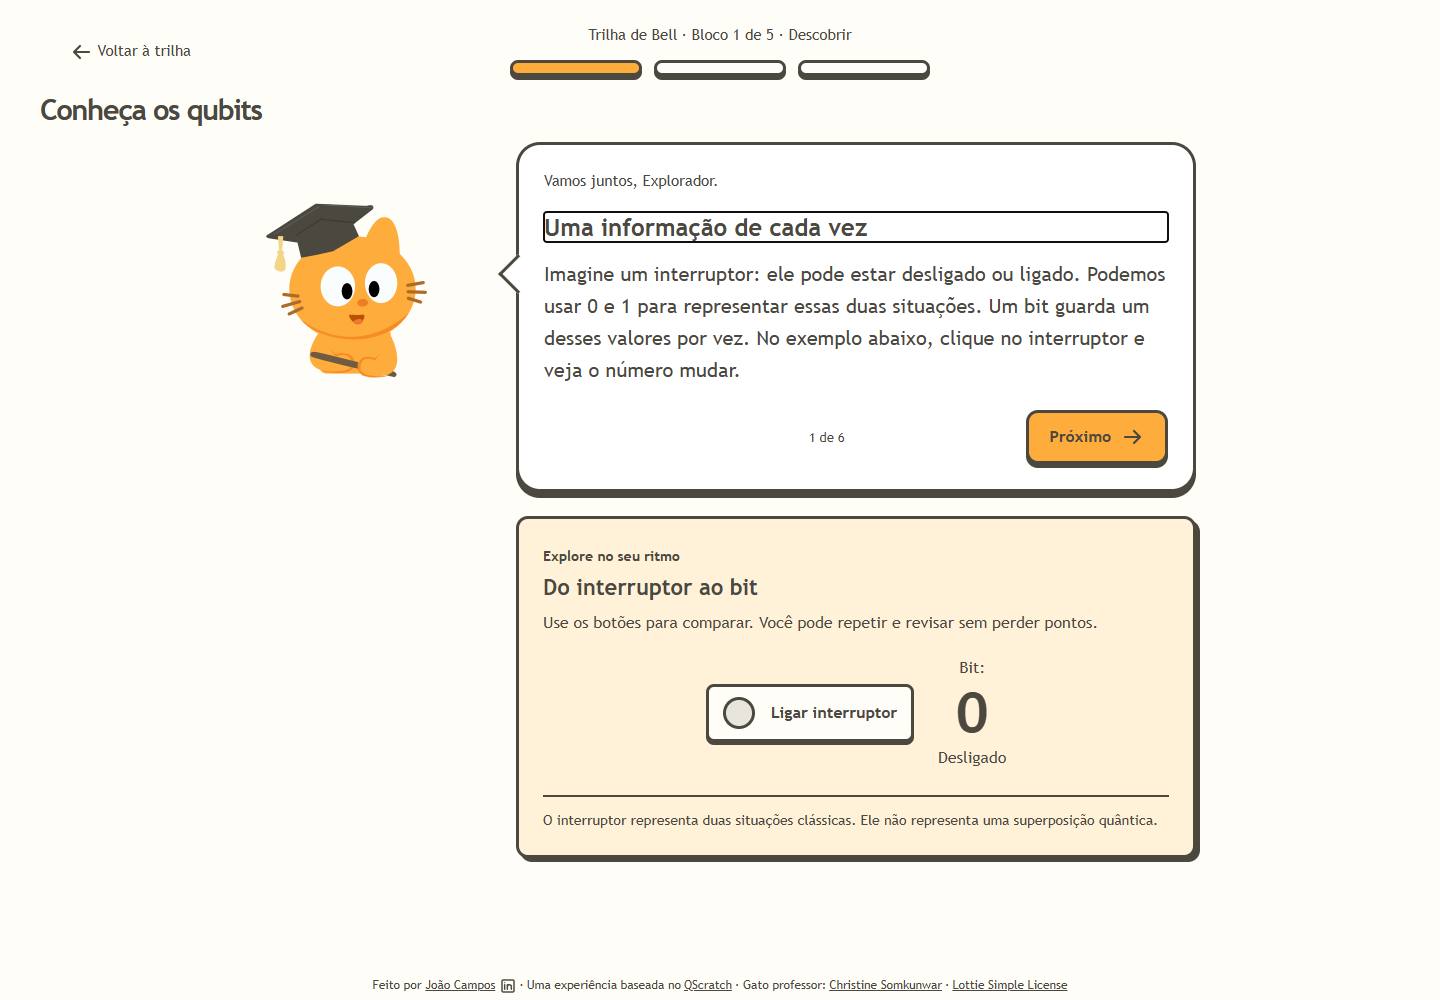 Voltar à trilha
Trilha de Bell · Bloco 1 de 5 · Descobrir
Conheça os qubits
Vamos juntos, Explorador.
Uma informação de cada vez
Imagine um interruptor: ele pode estar desligado ou ligado. Podemos
usar 0 e 1 para representar essas duas situações. Um bit guarda um
desses valores por vez. No exemplo abaixo, clique no interruptor e
veja o número mudar.
1 de 6
Próximo
Explore no seu ritmo
Do interruptor ao bit
Use os botões para comparar. Você pode repetir e revisar sem perder pontos.
Bit:
Ligar interruptor
0
Desligado
O interruptor representa duas situações clássicas. Ele não representa uma superposição quântica.
Feito por João Campos in · Uma experiência baseada no QScratch · Gato professor: Christine Somkunwar · Lottie Simple License